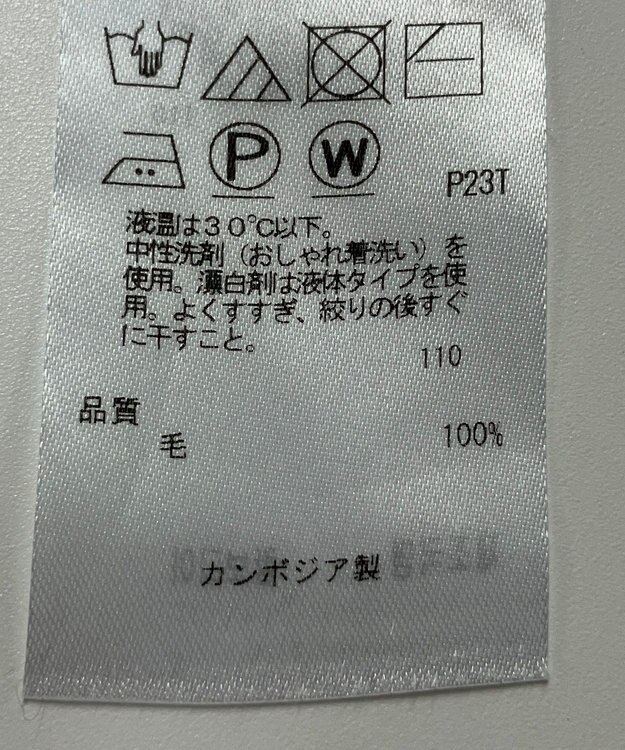 P W
P23T
液温は30℃以下。
中性洗剤（おしゃれ着洗い）を
使用。漂白剤は液体タイプを使
用。よくすすぎ、絞りの後すぐ
に干すこと。
110
品質
毛 100%
カンボジア製